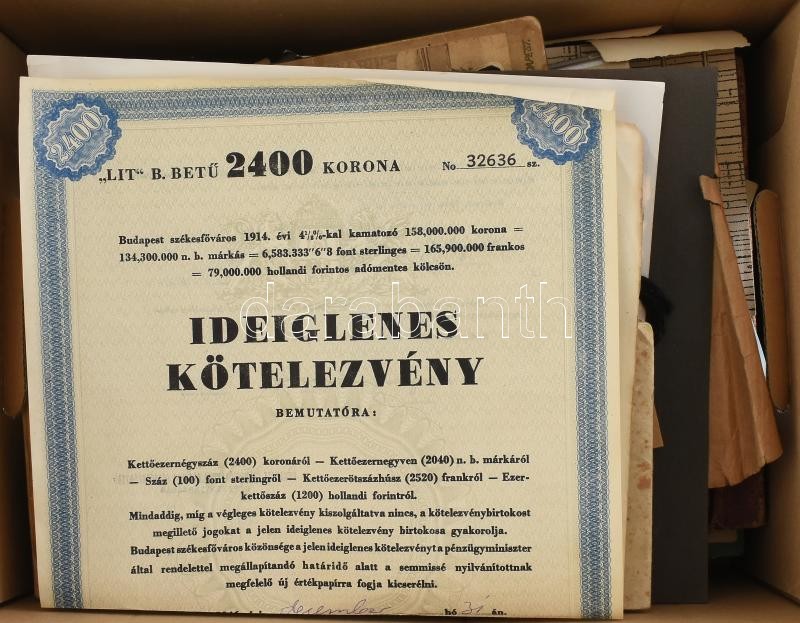 2400
2400
„LIT“ B. BETŰ 2400 KORONA
No 32636 sz.
Budapest székesfőváros 1914. évi 4½%-kal kamatozó 158,000.000 korona =
134,300.000 n. b. márkás = 6,583.333"6"8 font sterlinges = 165,900.000 frankos
= 79,000.000 hollandi forintos adómentes kölcsön.
darabanth
IDEIGLENES
KÖTELEZVÉNY
BEMUTATÓRA:
Kettőezernégyszáz (2400) koronáról — Kettőezernegyven (2040) n. b. márkáról
— Száz (100) font sterlingről — Kettőezerötszázhúsz (2520) frankról — Ezer-
kettőszáz (1200) hollandi forintról.
Mindaddig, míg a végleges kötelezvény kiszolgáltatva nincs, a kötelezvénybirtokost
megillető jogokat a jelen ideiglenes kötelezvény birtokosa gyakorolja.
Budapest székesfőváros közönsége a jelen ideiglenes kötelezvényt a pénzügyminiszter
által rendelettel megállapítandó határidő alatt a semmissé nyilvánítottnak
megfelelő új értékpapírra fogja kicserélni.
december hó 31 án.